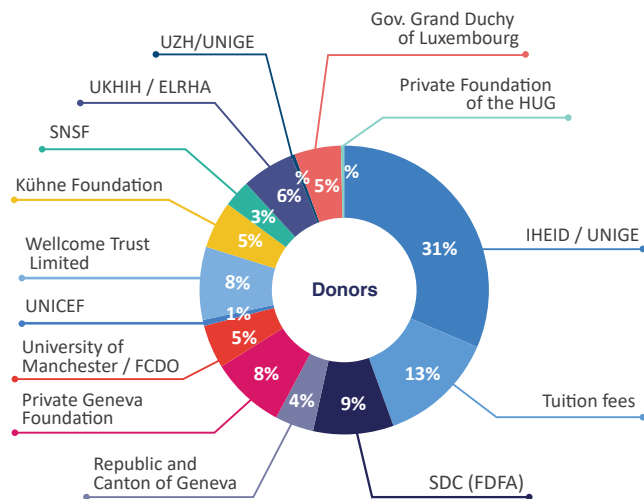 Gov. Grand Duchy
of Luxembourg
UZH/UNIGE
Private Foundation
of the HUG
UKHIH / ELRHA
SNSF
Kühne Foundation
Wellcome Trust
Limited
UNICEF
University of
Manchester / FCDO
Private Geneva
Foundation
Republic and
Canton of Geneva
SDC (FDFA)
Tuition fees
IHEID / UNIGE
Donors
%
5%
%
6%
3%
5%
8%
1%
5%
8%
4%
9%
13%
31%